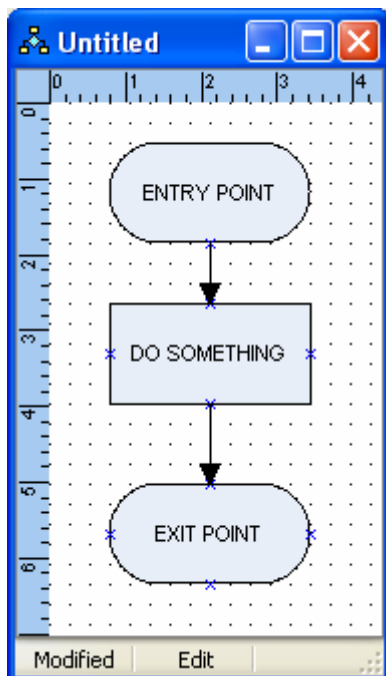 Untitled
0 1 2 3 4
0
1
2
3
4
5
6
ENTRY POINT
DO SOMETHING
EXIT POINT
Modified Edit